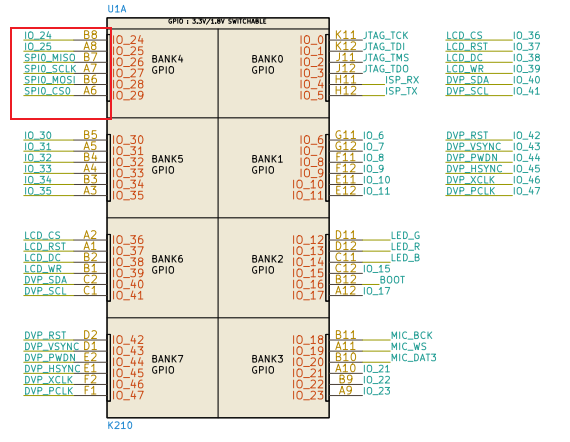 U1A
GPIO : 3.3V/1.8V SWITCHABLE
IO_24 B8 IO_24 BANK4 GPIO BANK0 GPIO IO_0 K11 JTAG_TCK LCD_CS IO_36
IO_25 A8 IO_25 IO_1 K12 JTAG_TDI LCD_RST IO_37
SPI0_MISO B7 IO_26 IO_2 J11 JTAG_TMS LCD_DC IO_38
SPI0_SCLK A7 IO_27 IO_3 J12 JTAG_TDO LCD_WR IO_39
SPI0_MOSI B6 IO_28 IO_4 H11 ISP_RX DVP_SDA IO_40
SPI0_CS0 A6 IO_29 IO_5 H12 ISP_TX DVP_SCL IO_41
IO_30 B5 IO_30 BANK5 GPIO BANK1 GPIO IO_6 G11 IO_6 DVP_RST IO_42
IO_31 A5 IO_31 IO_7 G12 IO_7 DVP_VSYNC IO_43
IO_32 B4 IO_32 IO_8 F11 IO_8 DVP_PWDN IO_44
IO_33 A4 IO_33 IO_9 F12 IO_9 DVP_HSYNC IO_45
IO_34 B3 IO_34 IO_10 E11 IO_10 DVP_XCLK IO_46
IO_35 A3 IO_35 IO_11 E12 IO_11 DVP_PCLK IO_47
LCD_CS A2 IO_36 BANK6 GPIO BANK2 GPIO IO_12 D11 LED_G
LCD_RST A1 IO_37 IO_13 D12 LED_R
LCD_DC B2 IO_38 IO_14 C11 LED_B
LCD_WR B1 IO_39 IO_15 C12 IO_15
DVP_SDA C2 IO_40 IO_16 B12 BOOT
DVP_SCL C1 IO_41 IO_17 A12 IO_17
DVP_RST D2 IO_42 BANK7 GPIO BANK3 GPIO IO_18 B11 MIC_BCK
DVP_VSYNC D1 IO_43 IO_19 A11 MIC_WS
DVP_PWDN E2 IO_44 IO_20 B10 MIC_DAT3
DVP_HSYNC E1 IO_45 IO_21 A10 IO_21
DVP_XCLK F2 IO_46 IO_22 B9 IO_22
DVP_PCLK F1 IO_47 IO_23 A9 IO_23
K210